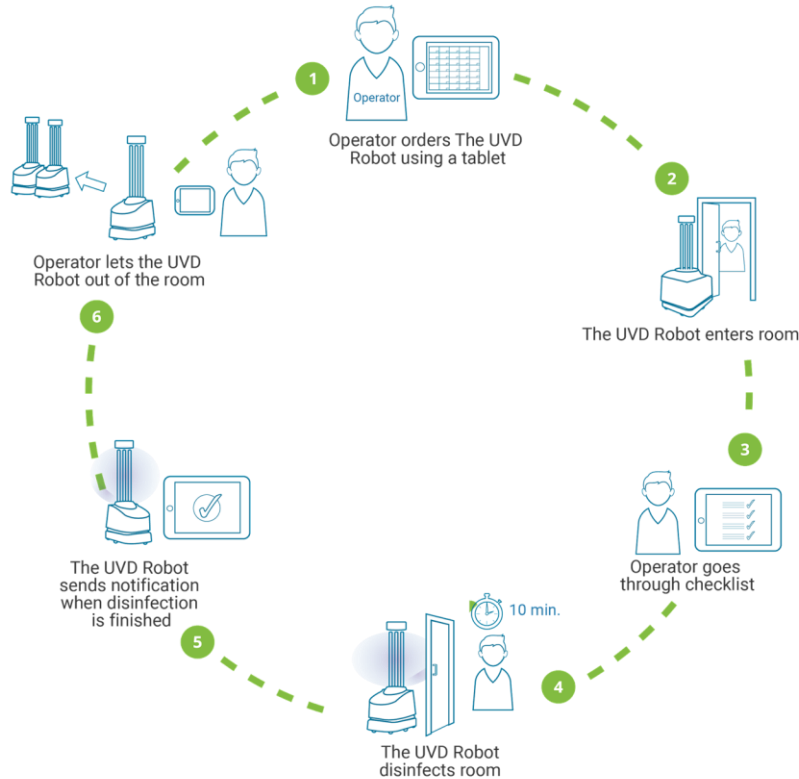 1
Operator
Operator orders The UVD
Robot using a tablet
2
The UVD Robot enters room
3
Operator goes
through checklist
4
10 min.
The UVD Robot
disinfects room
5
The UVD Robot
sends notification
when disinfection
is finished
6
Operator lets the UVD
Robot out of the room